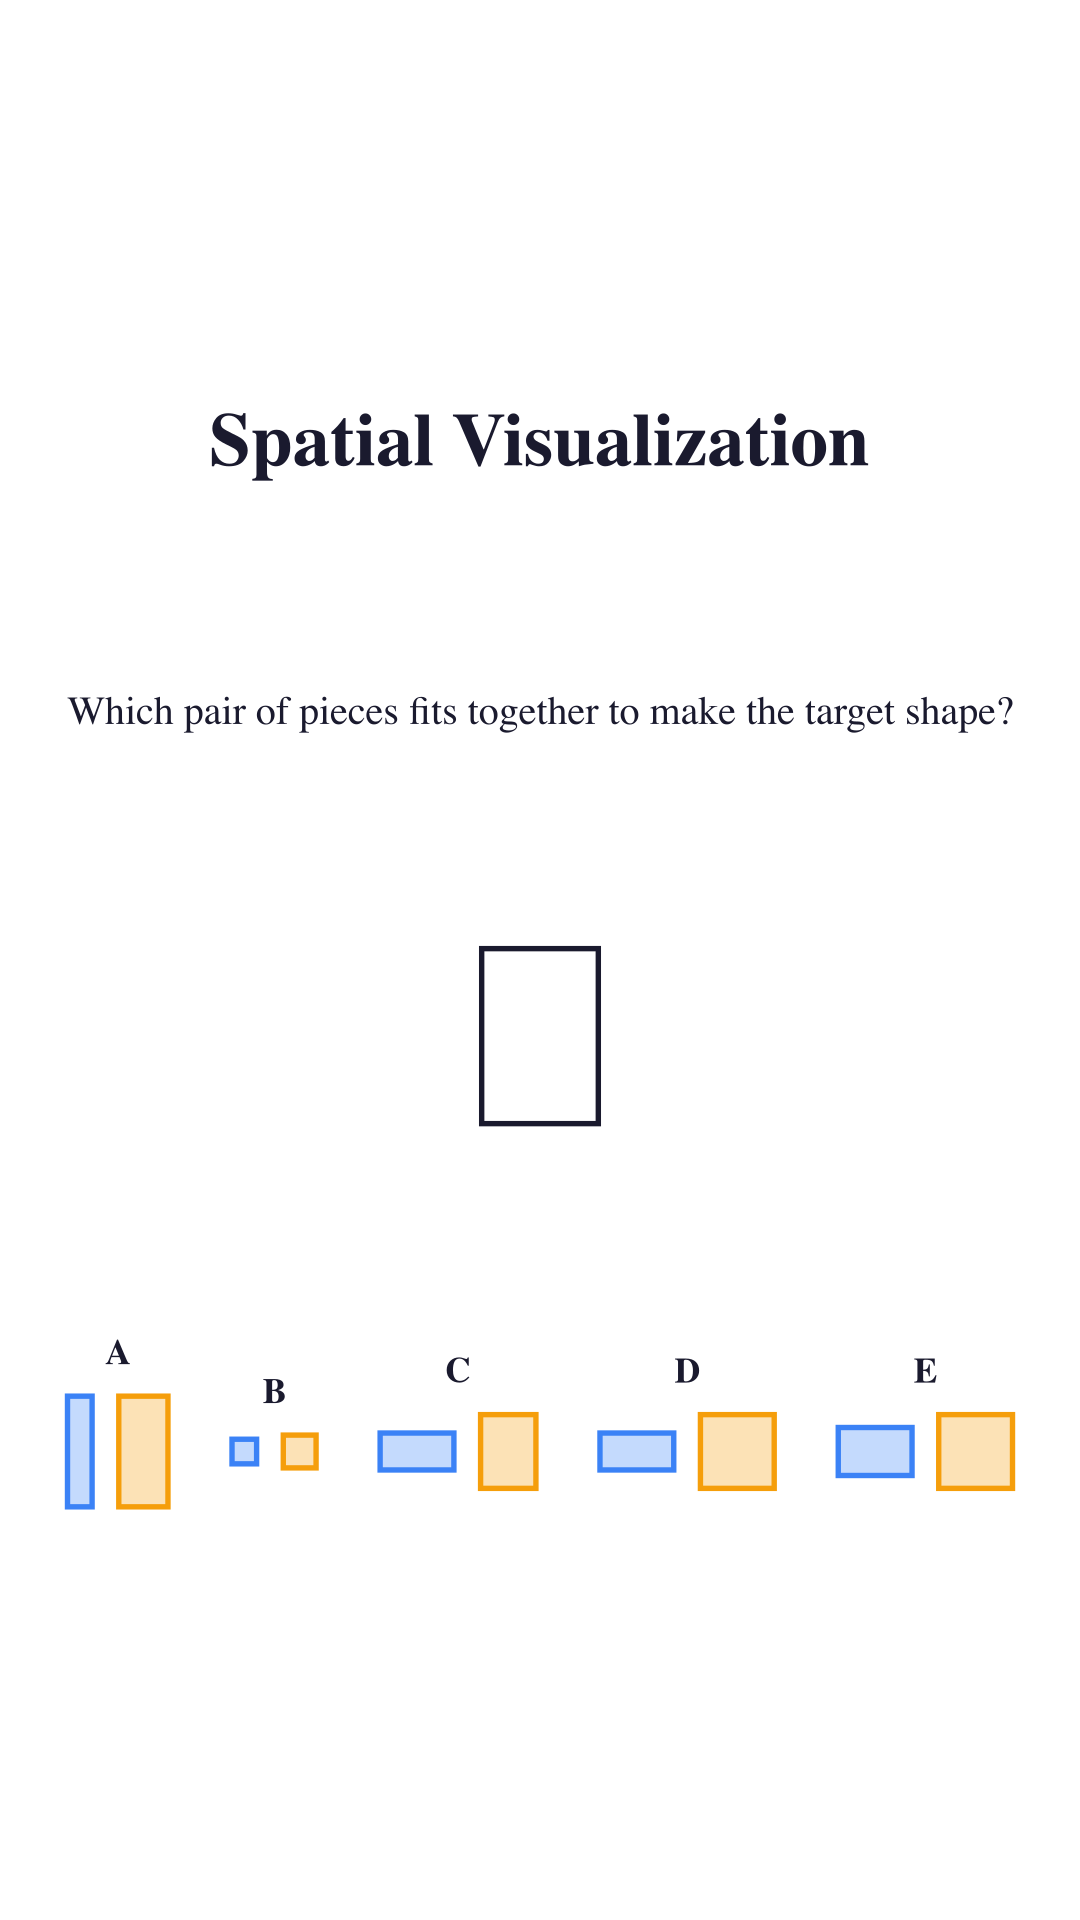 Spatial Visualization
Which pair of pieces fits together to make the target shape?
A
B
C
D
E